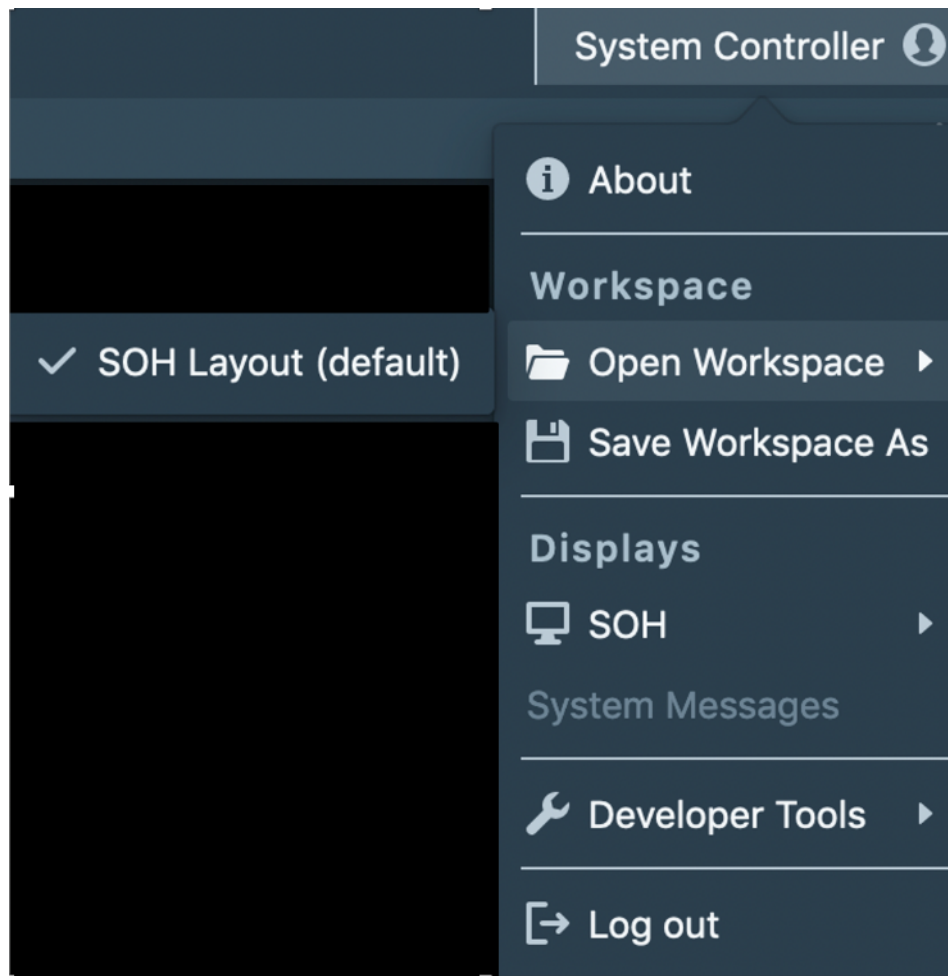 System Controller
About
Workspace
SOH Layout (default)
Open Workspace
Save Workspace As
Displays
SOH
System Messages
Developer Tools
Log out